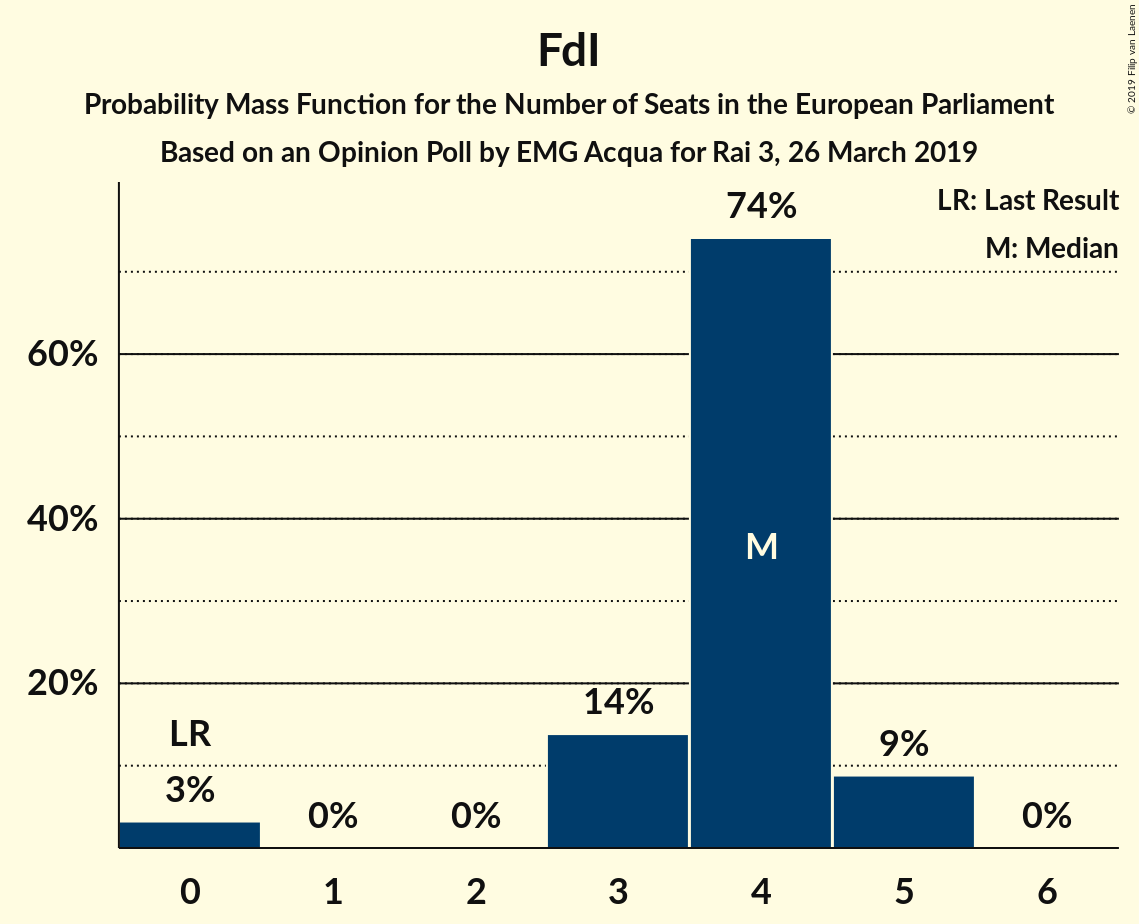 FdI
Probability Mass Function for the Number of Seats in the European Parliament
Based on an Opinion Poll by EMG Acqua for Rai 3, 26 March 2019
© 2019 Filip van Laenen
LR: Last Result
M: Median
74%
60%
40%
M
20%
14%
LR
9%
3%
0%
0%
0%
0
1
2
3
4
5
6